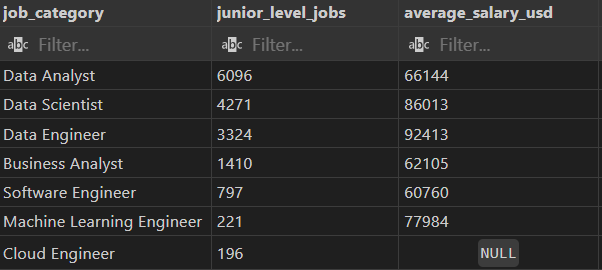 job_category junior_level_jobs average_salary_usd
abc Filter... abc Filter... abc Filter...
Data Analyst 6096 66144
Data Scientist 4271 86013
Data Engineer 3324 92413
Business Analyst 1410 62105
Software Engineer 797 60760
Machine Learning Engineer 221 77984
Cloud Engineer 196 NULL